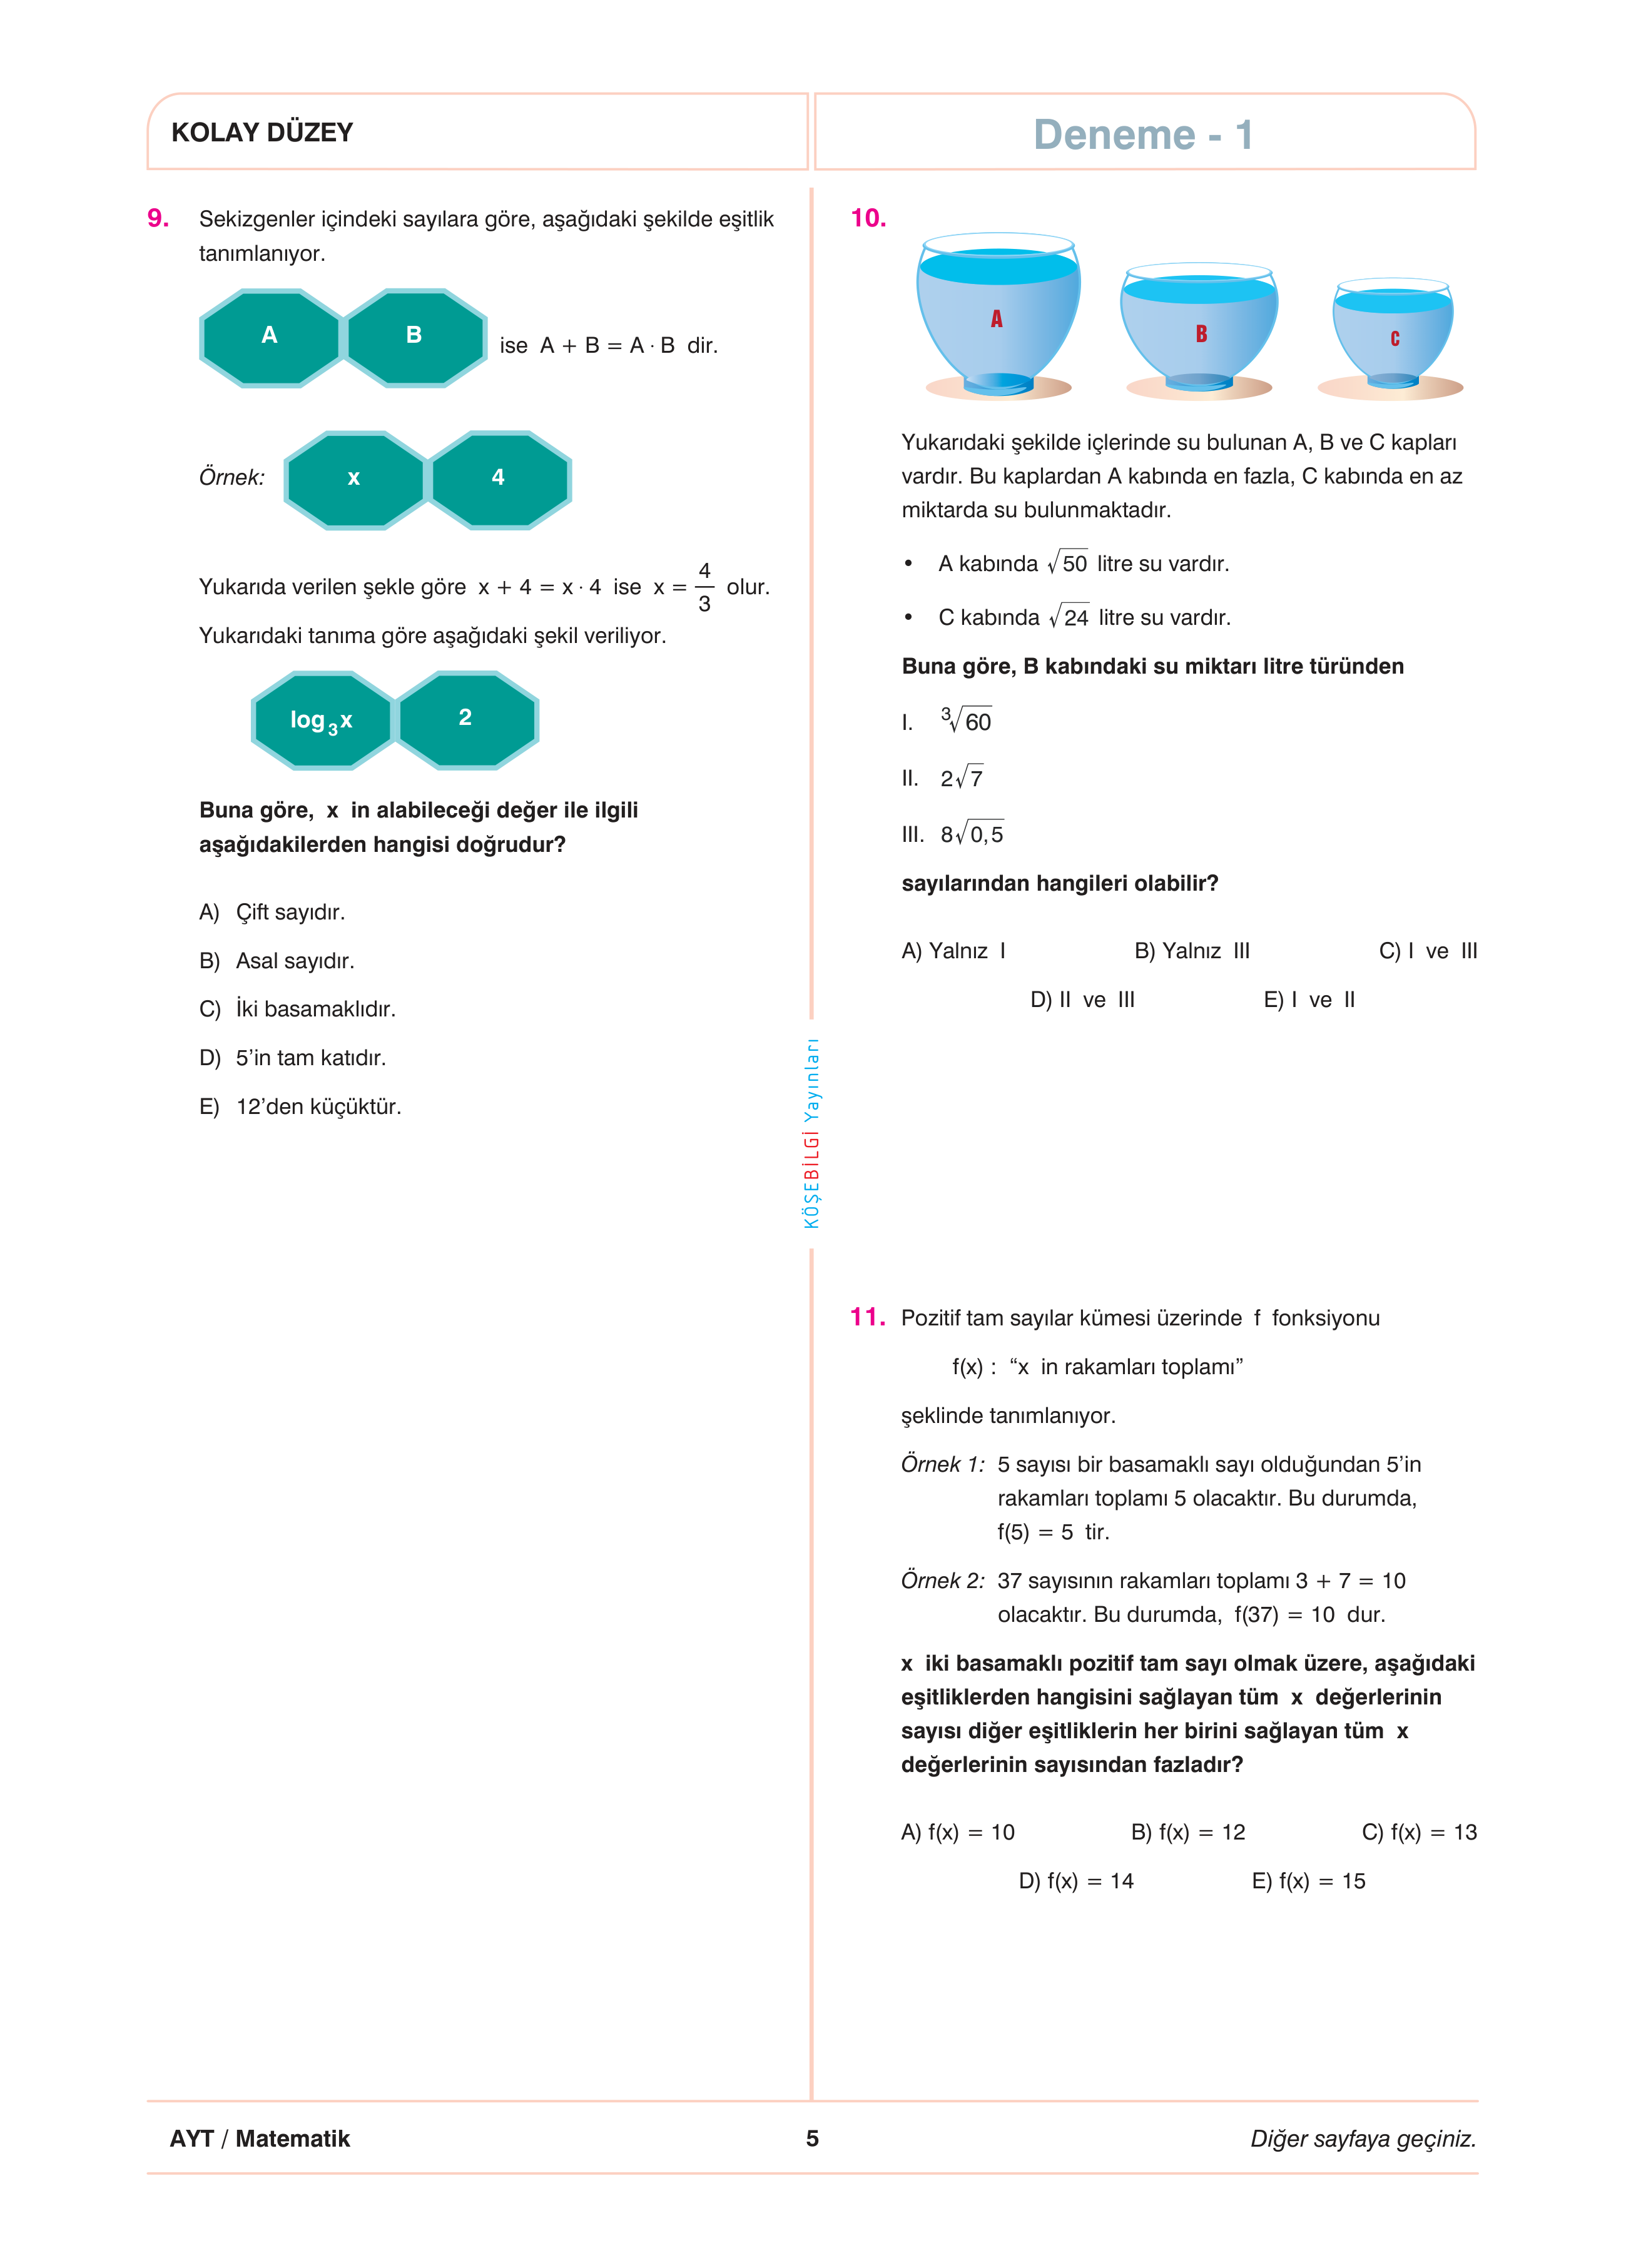 KOLAY DÜZEY
Deneme - 1
9. Sekizgenler içindeki sayılara göre, aşağıdaki şekilde eşitlik
tanımlanıyor.
A B
ise A + B = A · B dir.
Örnek: x 4
Yukarıda verilen şekle göre x + 4 = x · 4 ise x = 4/3 olur.
Yukarıdaki tanıma göre aşağıdaki şekil veriliyor.
log₃x 2
Buna göre, x in alabileceği değer ile ilgili
aşağıdakilerden hangisi doğrudur?
A) Çift sayıdır.
B) Asal sayıdır.
C) İki basamaklıdır.
D) 5’in tam katıdır.
E) 12’den küçüktür.
KÖŞEBİLGİ Yayınları
10.
A B C
Yukarıdaki şekilde içlerinde su bulunan A, B ve C kapları
vardır. Bu kaplardan A kabında en fazla, C kabında en az
miktarda su bulunmaktadır.
• A kabında √50 litre su vardır.
• C kabında √24 litre su vardır.
Buna göre, B kabındaki su miktarı litre türünden
I. ³√60
II. 2√7
III. 8√0,5
sayılarından hangileri olabilir?
A) Yalnız I B) Yalnız III C) I ve III
D) II ve III E) I ve II
11. Pozitif tam sayılar kümesi üzerinde f fonksiyonu
f(x) : “x in rakamları toplamı”
şeklinde tanımlanıyor.
Örnek 1: 5 sayısı bir basamaklı sayı olduğundan 5’in
rakamları toplamı 5 olacaktır. Bu durumda,
f(5) = 5 tir.
Örnek 2: 37 sayısının rakamları toplamı 3 + 7 = 10
olacaktır. Bu durumda, f(37) = 10 dur.
x iki basamaklı pozitif tam sayı olmak üzere, aşağıdaki
eşitliklerden hangisini sağlayan tüm x değerlerinin
sayısı diğer eşitliklerin her birini sağlayan tüm x
değerlerinin sayısından fazladır?
A) f(x) = 10 B) f(x) = 12 C) f(x) = 13
D) f(x) = 14 E) f(x) = 15
AYT / Matematik
5
Diğer sayfaya geçiniz.